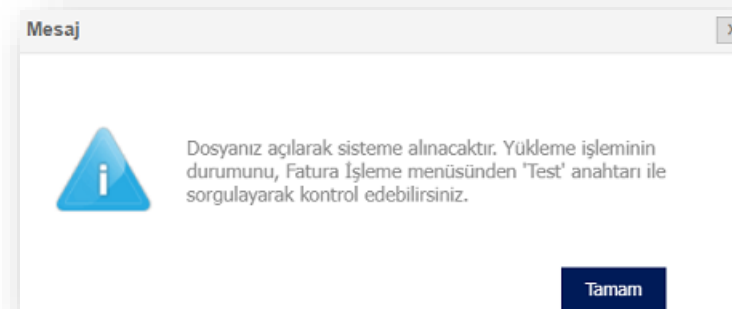 Mesaj
Dosyanız açılarak sisteme alınacaktır. Yükleme işleminin
durumunu, Fatura İşleme menüsünden 'Test' anahtarı ile
sorgulayarak kontrol edebilirsiniz.
Tamam